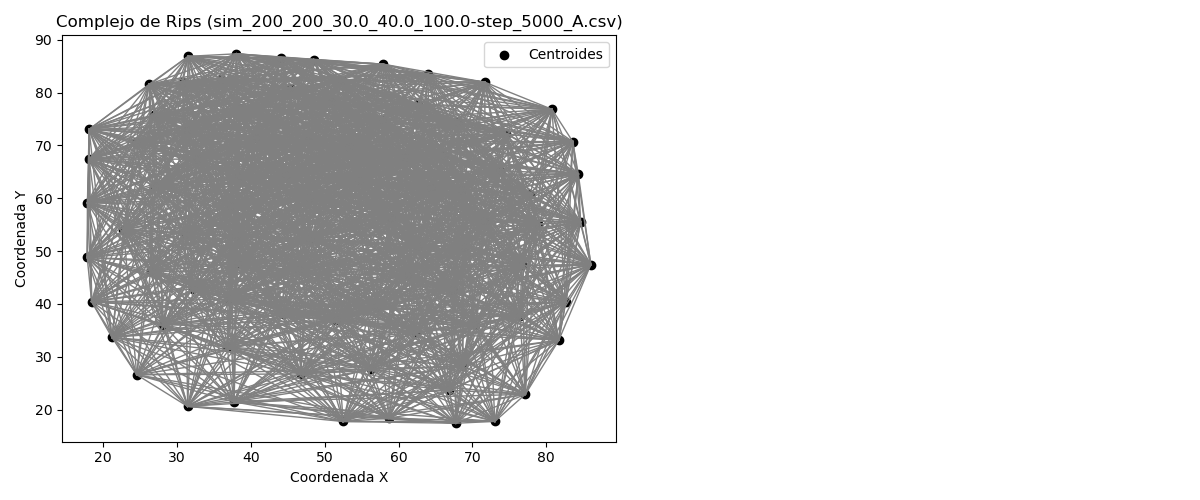 Complejo de Rips (sim_200_200_30.0_40.0_100.0-step_5000_A.csv)
Centroides
90
80
70
60
50
40
30
20
Coordenada Y
20 30 40 50 60 70 80
Coordenada X